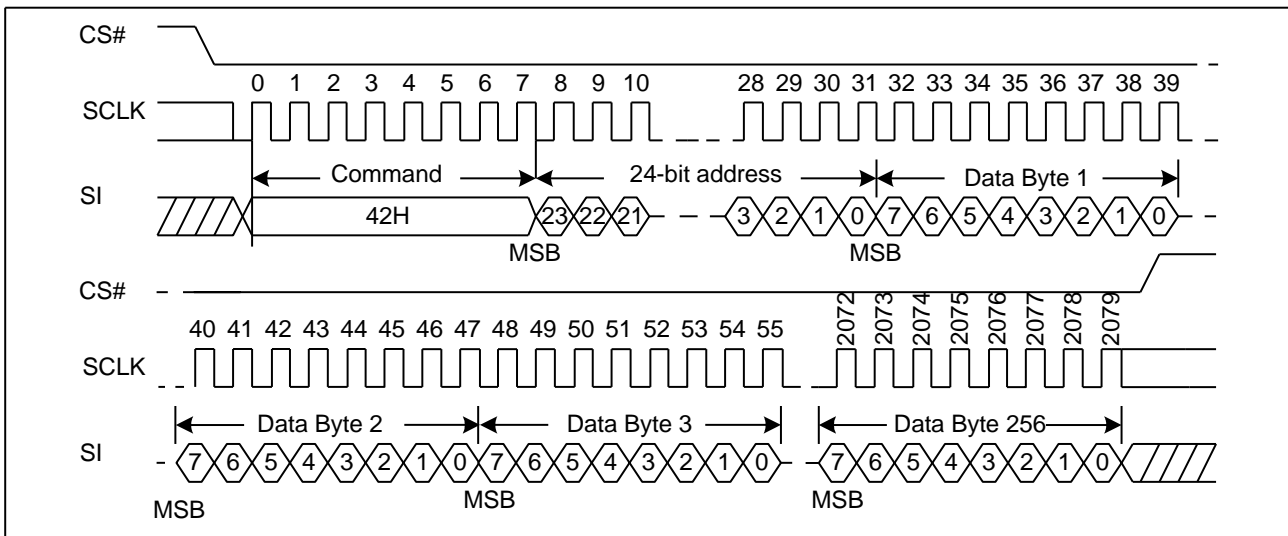 CS#
0 1 2 3 4 5 6 7 8 9 10 28 29 30 31 32 33 34 35 36 37 38 39
SCLK
Command 24-bit address Data Byte 1
SI
42H 23 22 21 3 2 1 0 7 6 5 4 3 2 1 0
MSB MSB
CS#
40 41 42 43 44 45 46 47 48 49 50 51 52 53 54 55 2072 2073 2074 2075 2076 2077 2078 2079
SCLK
Data Byte 2 Data Byte 3 Data Byte 256
SI
7 6 5 4 3 2 1 0 7 6 5 4 3 2 1 0 7 6 5 4 3 2 1 0
MSB MSB MSB